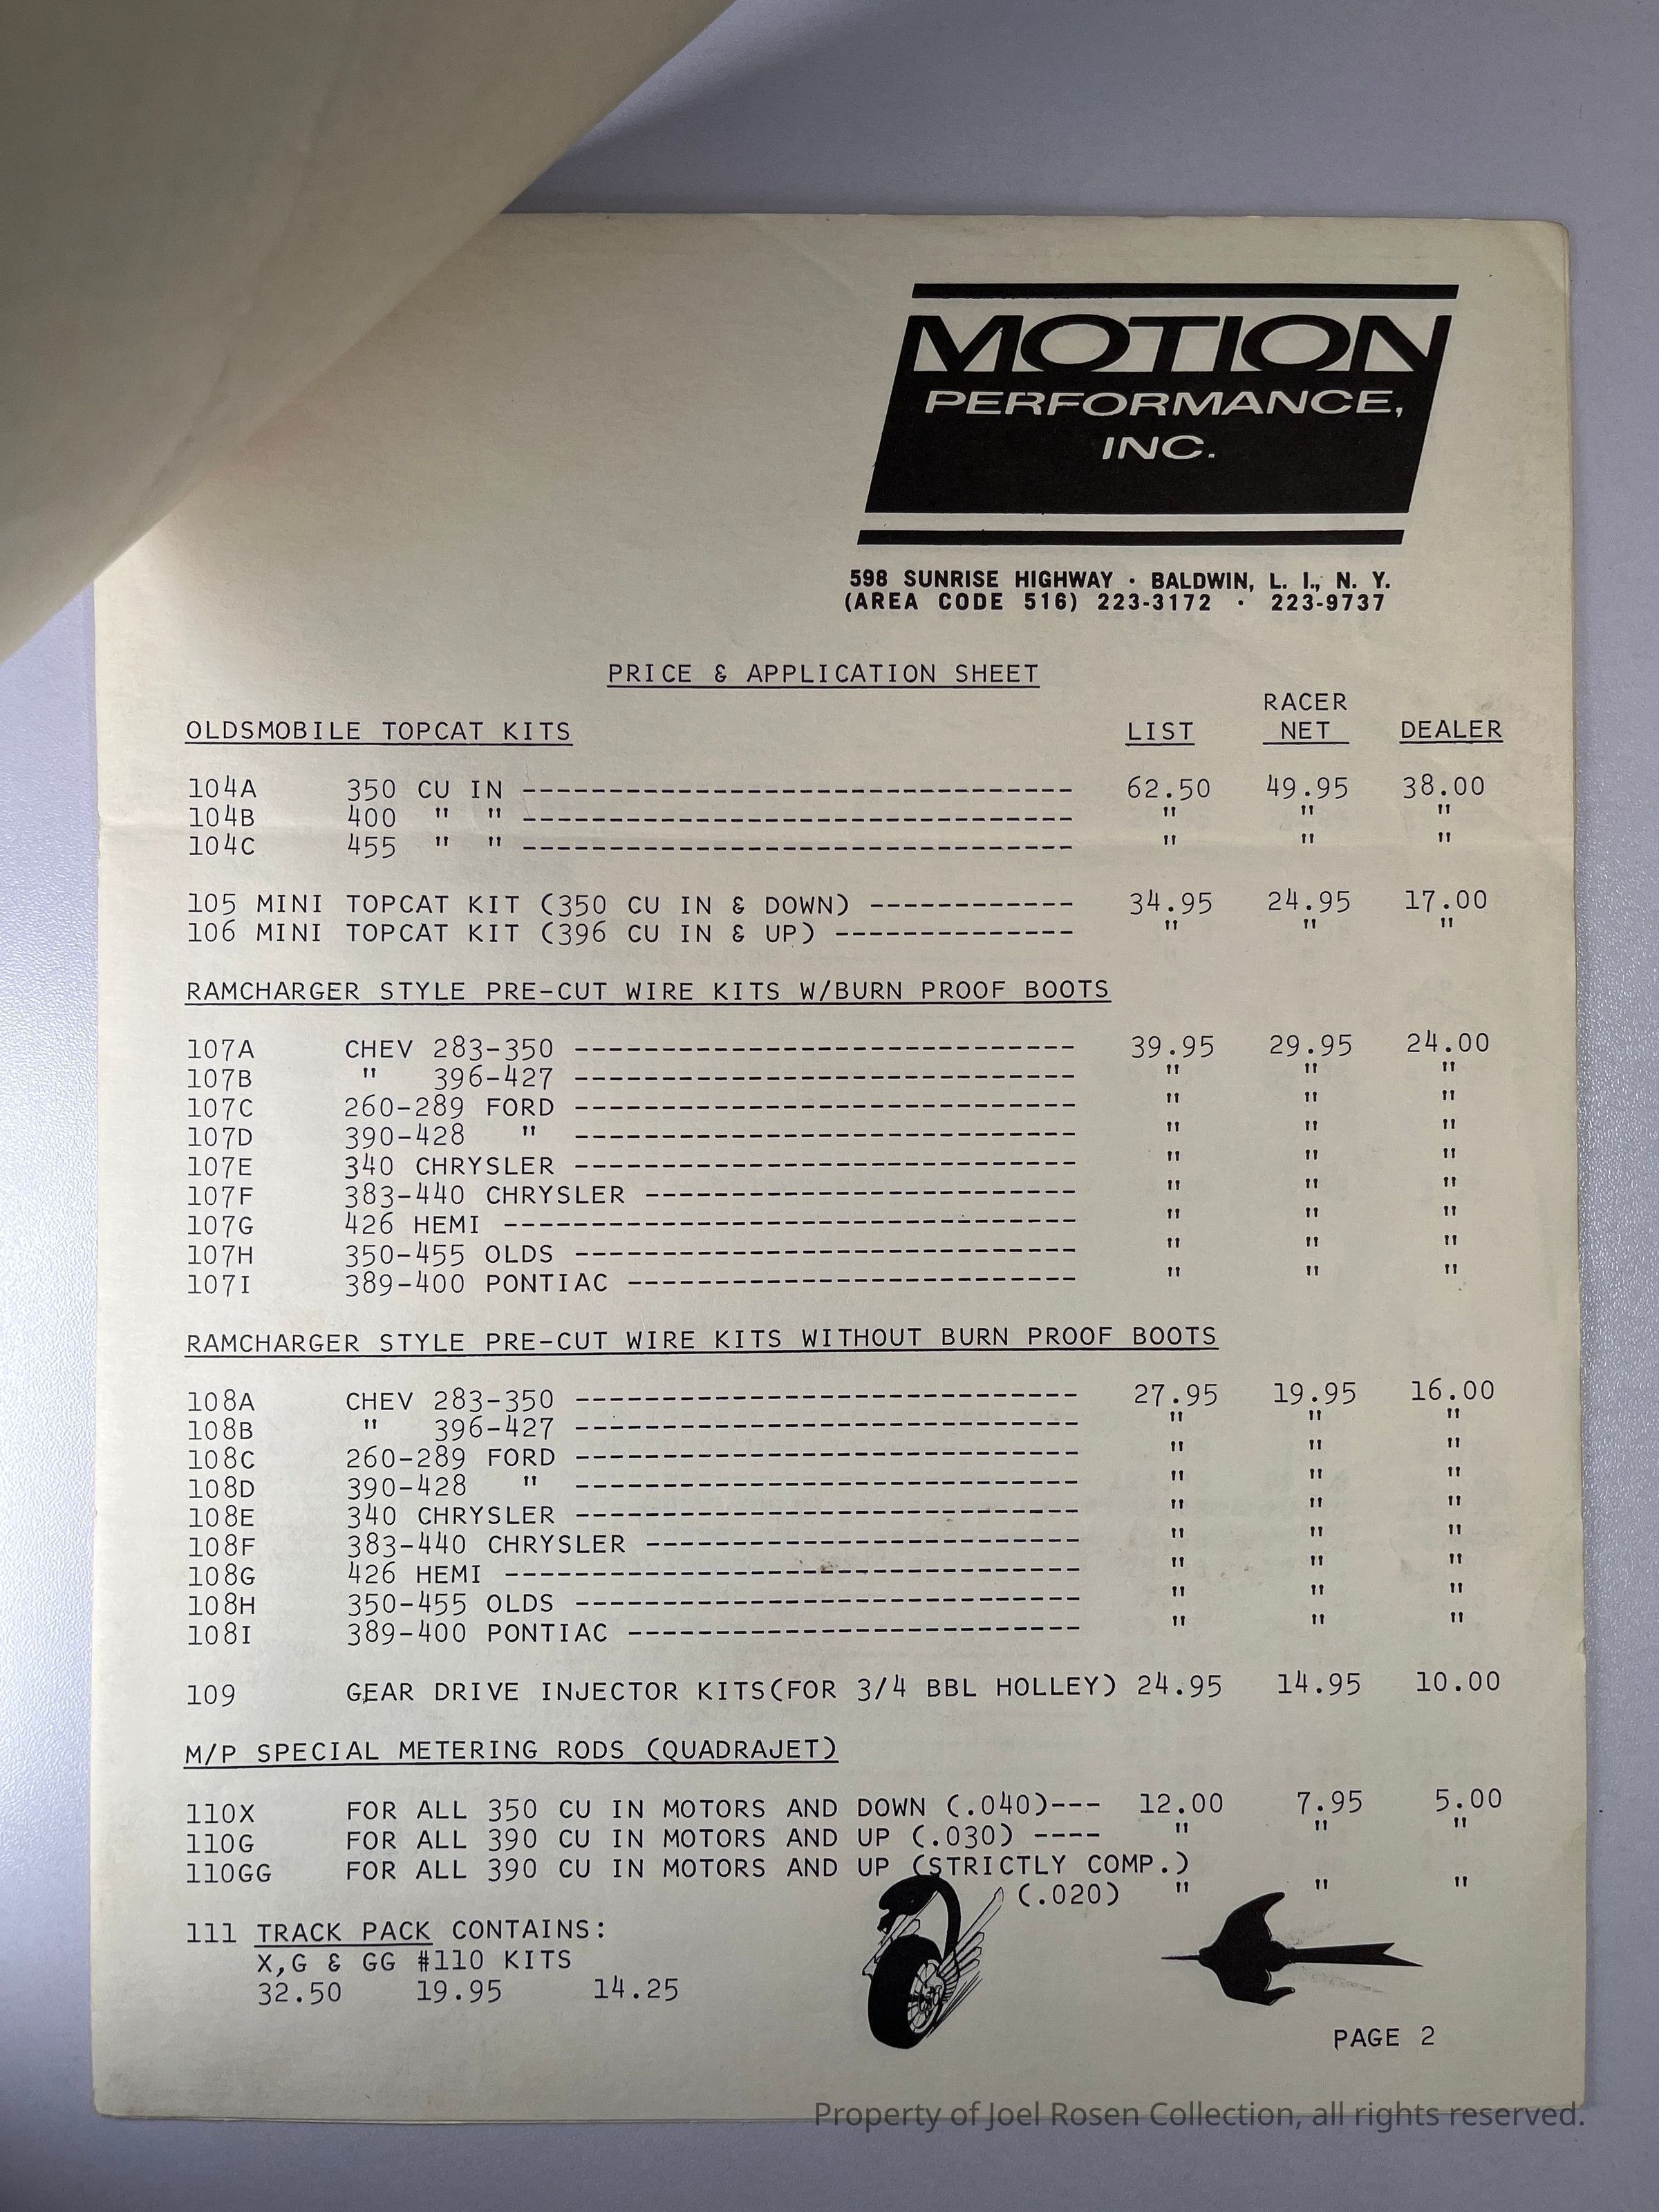 MOTION
PERFORMANCE,
INC.
598 SUNRISE HIGHWAY · BALDWIN, L. I., N. Y.
(AREA CODE 516) 223-3172 · 223-9737
PRICE & APPLICATION SHEET
RACER
OLDSMOBILE TOPCAT KITS LIST NET DEALER
104A 350 CU IN -------------------------------- 62.50 49.95 38.00
104B 400 " " -------------------------------- " " "
104C 455 " " -------------------------------- " " "
105 MINI TOPCAT KIT (350 CU IN & DOWN) ------------ 34.95 24.95 17.00
106 MINI TOPCAT KIT (396 CU IN & UP) -------------- " " "
RAMCHARGER STYLE PRE-CUT WIRE KITS W/BURN PROOF BOOTS
107A CHEV 283-350 ----------------------------- 39.95 29.95 24.00
107B " 396-427 ----------------------------- " " "
107C 260-289 FORD ----------------------------- " " "
107D 390-428 " ----------------------------- " " "
107E 340 CHRYSLER ----------------------------- " " "
107F 383-440 CHRYSLER ------------------------- " " "
107G 426 HEMI --------------------------------- " " "
107H 350-455 OLDS ----------------------------- " " "
107I 389-400 PONTIAC -------------------------- " " "
RAMCHARGER STYLE PRE-CUT WIRE KITS WITHOUT BURN PROOF BOOTS
108A CHEV 283-350 ----------------------------- 27.95 19.95 16.00
108B " 396-427 ----------------------------- " " "
108C 260-289 FORD ----------------------------- " " "
108D 390-428 " ----------------------------- " " "
108E 340 CHRYSLER ----------------------------- " " "
108F 383-440 CHRYSLER ------------------------- " " "
108G 426 HEMI --------------------------------- " " "
108H 350-455 OLDS ----------------------------- " " "
108I 389-400 PONTIAC -------------------------- " " "
109 GEAR DRIVE INJECTOR KITS(FOR 3/4 BBL HOLLEY) 24.95 14.95 10.00
M/P SPECIAL METERING RODS (QUADRAJET)
110X FOR ALL 350 CU IN MOTORS AND DOWN (.040)--- 12.00 7.95 5.00
110G FOR ALL 390 CU IN MOTORS AND UP (.030) ---- " " "
110GG FOR ALL 390 CU IN MOTORS AND UP (STRICTLY COMP.)
(.020) " " "
111 TRACK PACK CONTAINS:
X,G & GG #110 KITS
32.50 19.95 14.25
PAGE 2
Property of Joel Rosen Collection, all rights reserved.